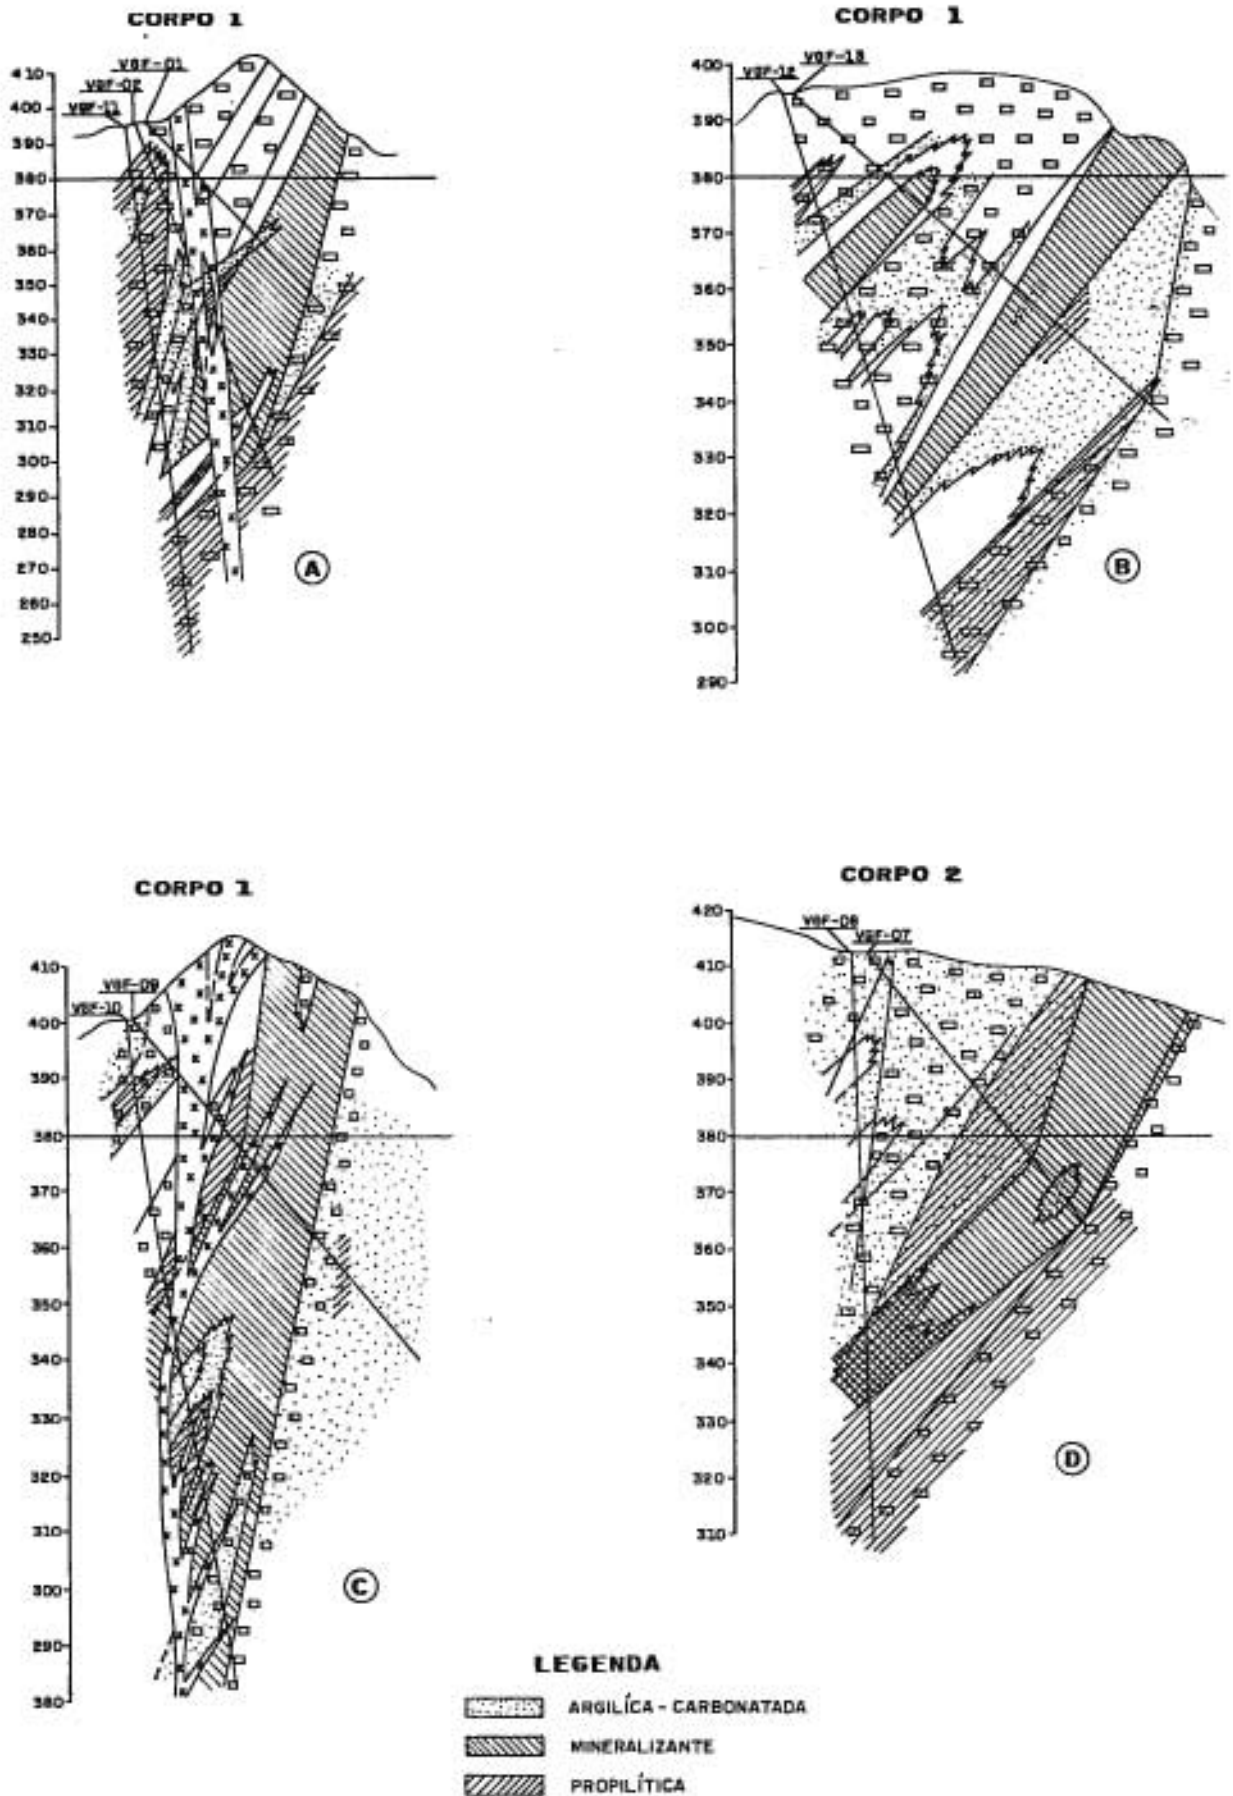 CORPO 1
VGF-01
VGF-02
VGF-11
410
400
390
380
370
360
350
340
330
320
310
300
290
280
270
260
250
A
CORPO 1
VGF-13
VGF-12
400
390
380
370
360
350
340
330
320
310
300
290
B
CORPO 1
VGF-09
VGF-10
410
400
390
380
370
360
350
340
330
320
310
300
290
380
C
CORPO 2
VGF-08
VGF-07
420
410
400
390
380
370
360
350
340
330
320
310
D
LEGENDA
ARGILÍCA - CARBONATADA
MINERALIZANTE
PROPILÍTICA